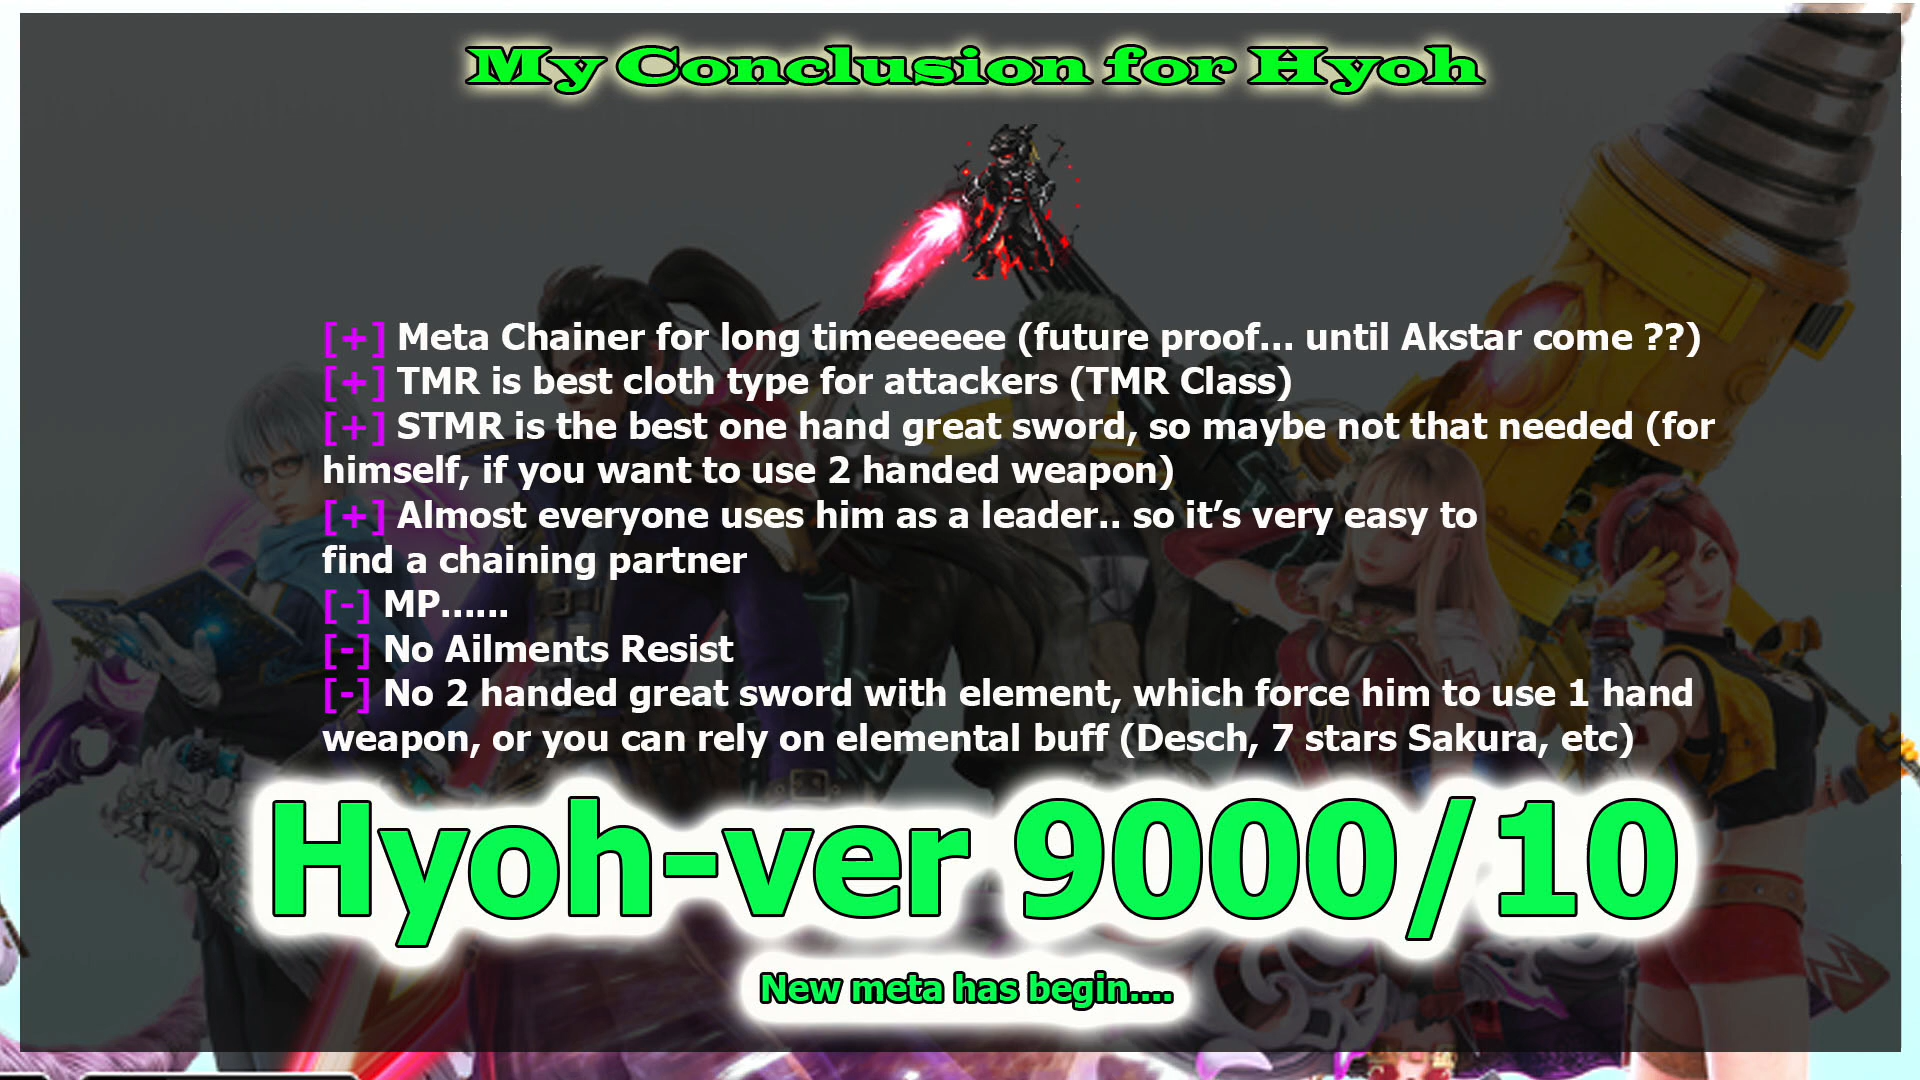 My Conclusion for Hyoh
[+] Meta Chainer for long timeeeeee (future proof... until Akstar come ??)
[+] TMR is best cloth type for attackers (TMR Class)
[+] STMR is the best one hand great sword, so maybe not that needed (for
himself, if you want to use 2 handed weapon)
[+] Almost everyone uses him as a leader.. so it’s very easy to
find a chaining partner
[-] MP......
[-] No Ailments Resist
[-] No 2 handed great sword with element, which force him to use 1 hand
weapon, or you can rely on elemental buff (Desch, 7 stars Sakura, etc)
Hyoh-ver 9000/10
New meta has begin....